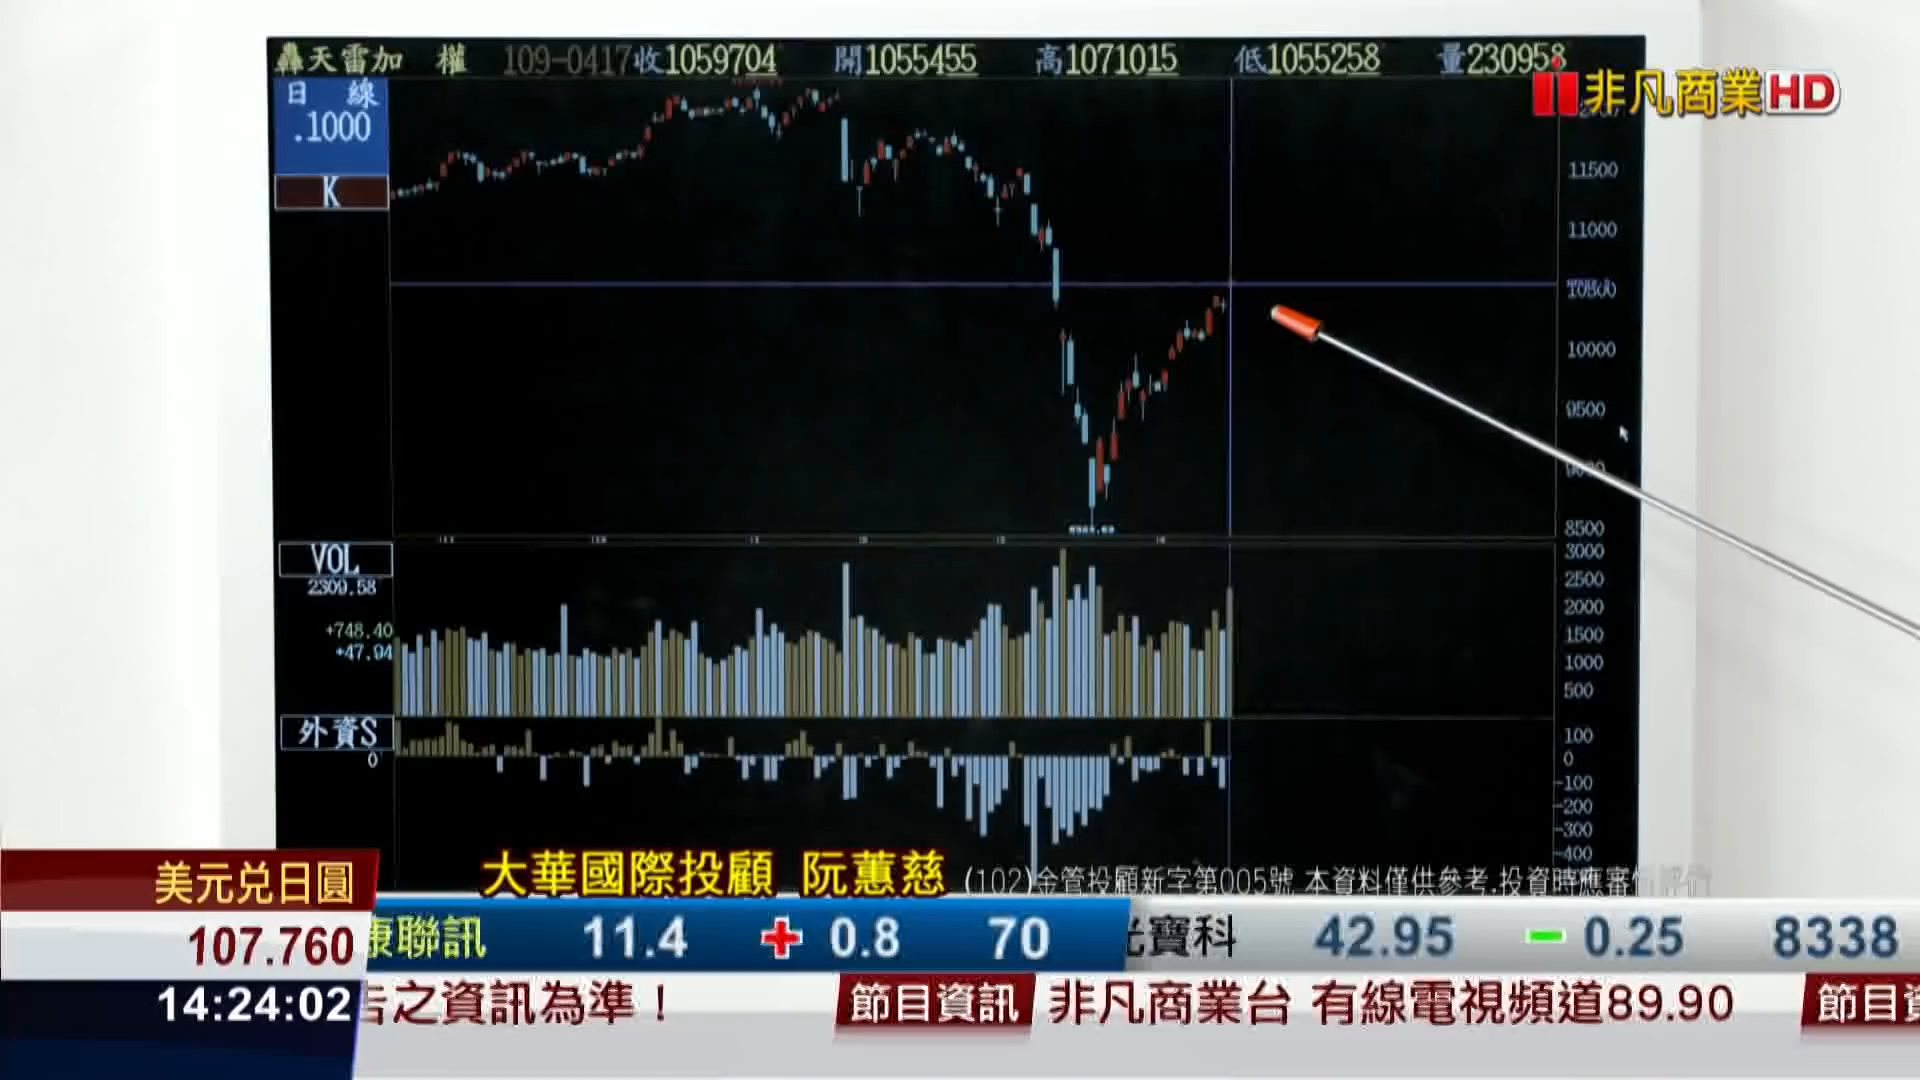 轟天雷加 權 109-0417收1059704 開1055455 高1071015 低1055258 量230958
非凡商業HD
日 線
.1000
K
11500
11000
10500
10000
9500
9000
8500
VOL
2309.58
+748.40
+47.94
3000
2500
2000
1500
1000
500
外資S
0
100
0
-100
-200
-300
-400
大華國際投顧 阮蕙慈 (102)金管投顧新字第005號 本資料僅供參考.投資時應審慎評估
美元兑日圓
107.760
14:24:02
康聯訊 11.4 + 0.8 70 光寶科 42.95 - 0.25 8338
告之資訊為準！ 節目資訊 非凡商業台 有線電視頻道89.90 節目資